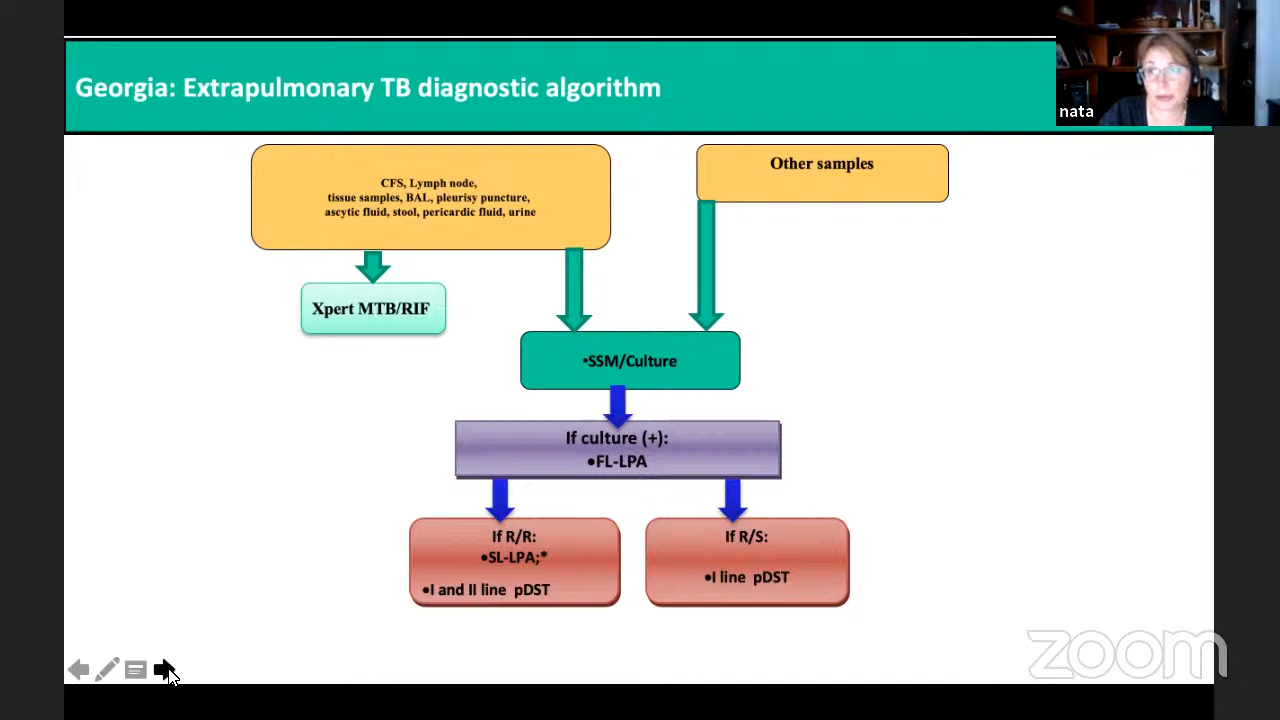 Georgia: Extrapulmonary TB diagnostic algorithm
nata
CFS, Lymph node,
tissue samples, BAL, pleurisy puncture,
ascytic fluid, stool, pericardic fluid, urine
Other samples
Xpert MTB/RIF
•SSM/Culture
If culture (+):
•FL-LPA
If R/R:
•SL-LPA;*
•I and II line pDST
If R/S:
•I line pDST
zoom